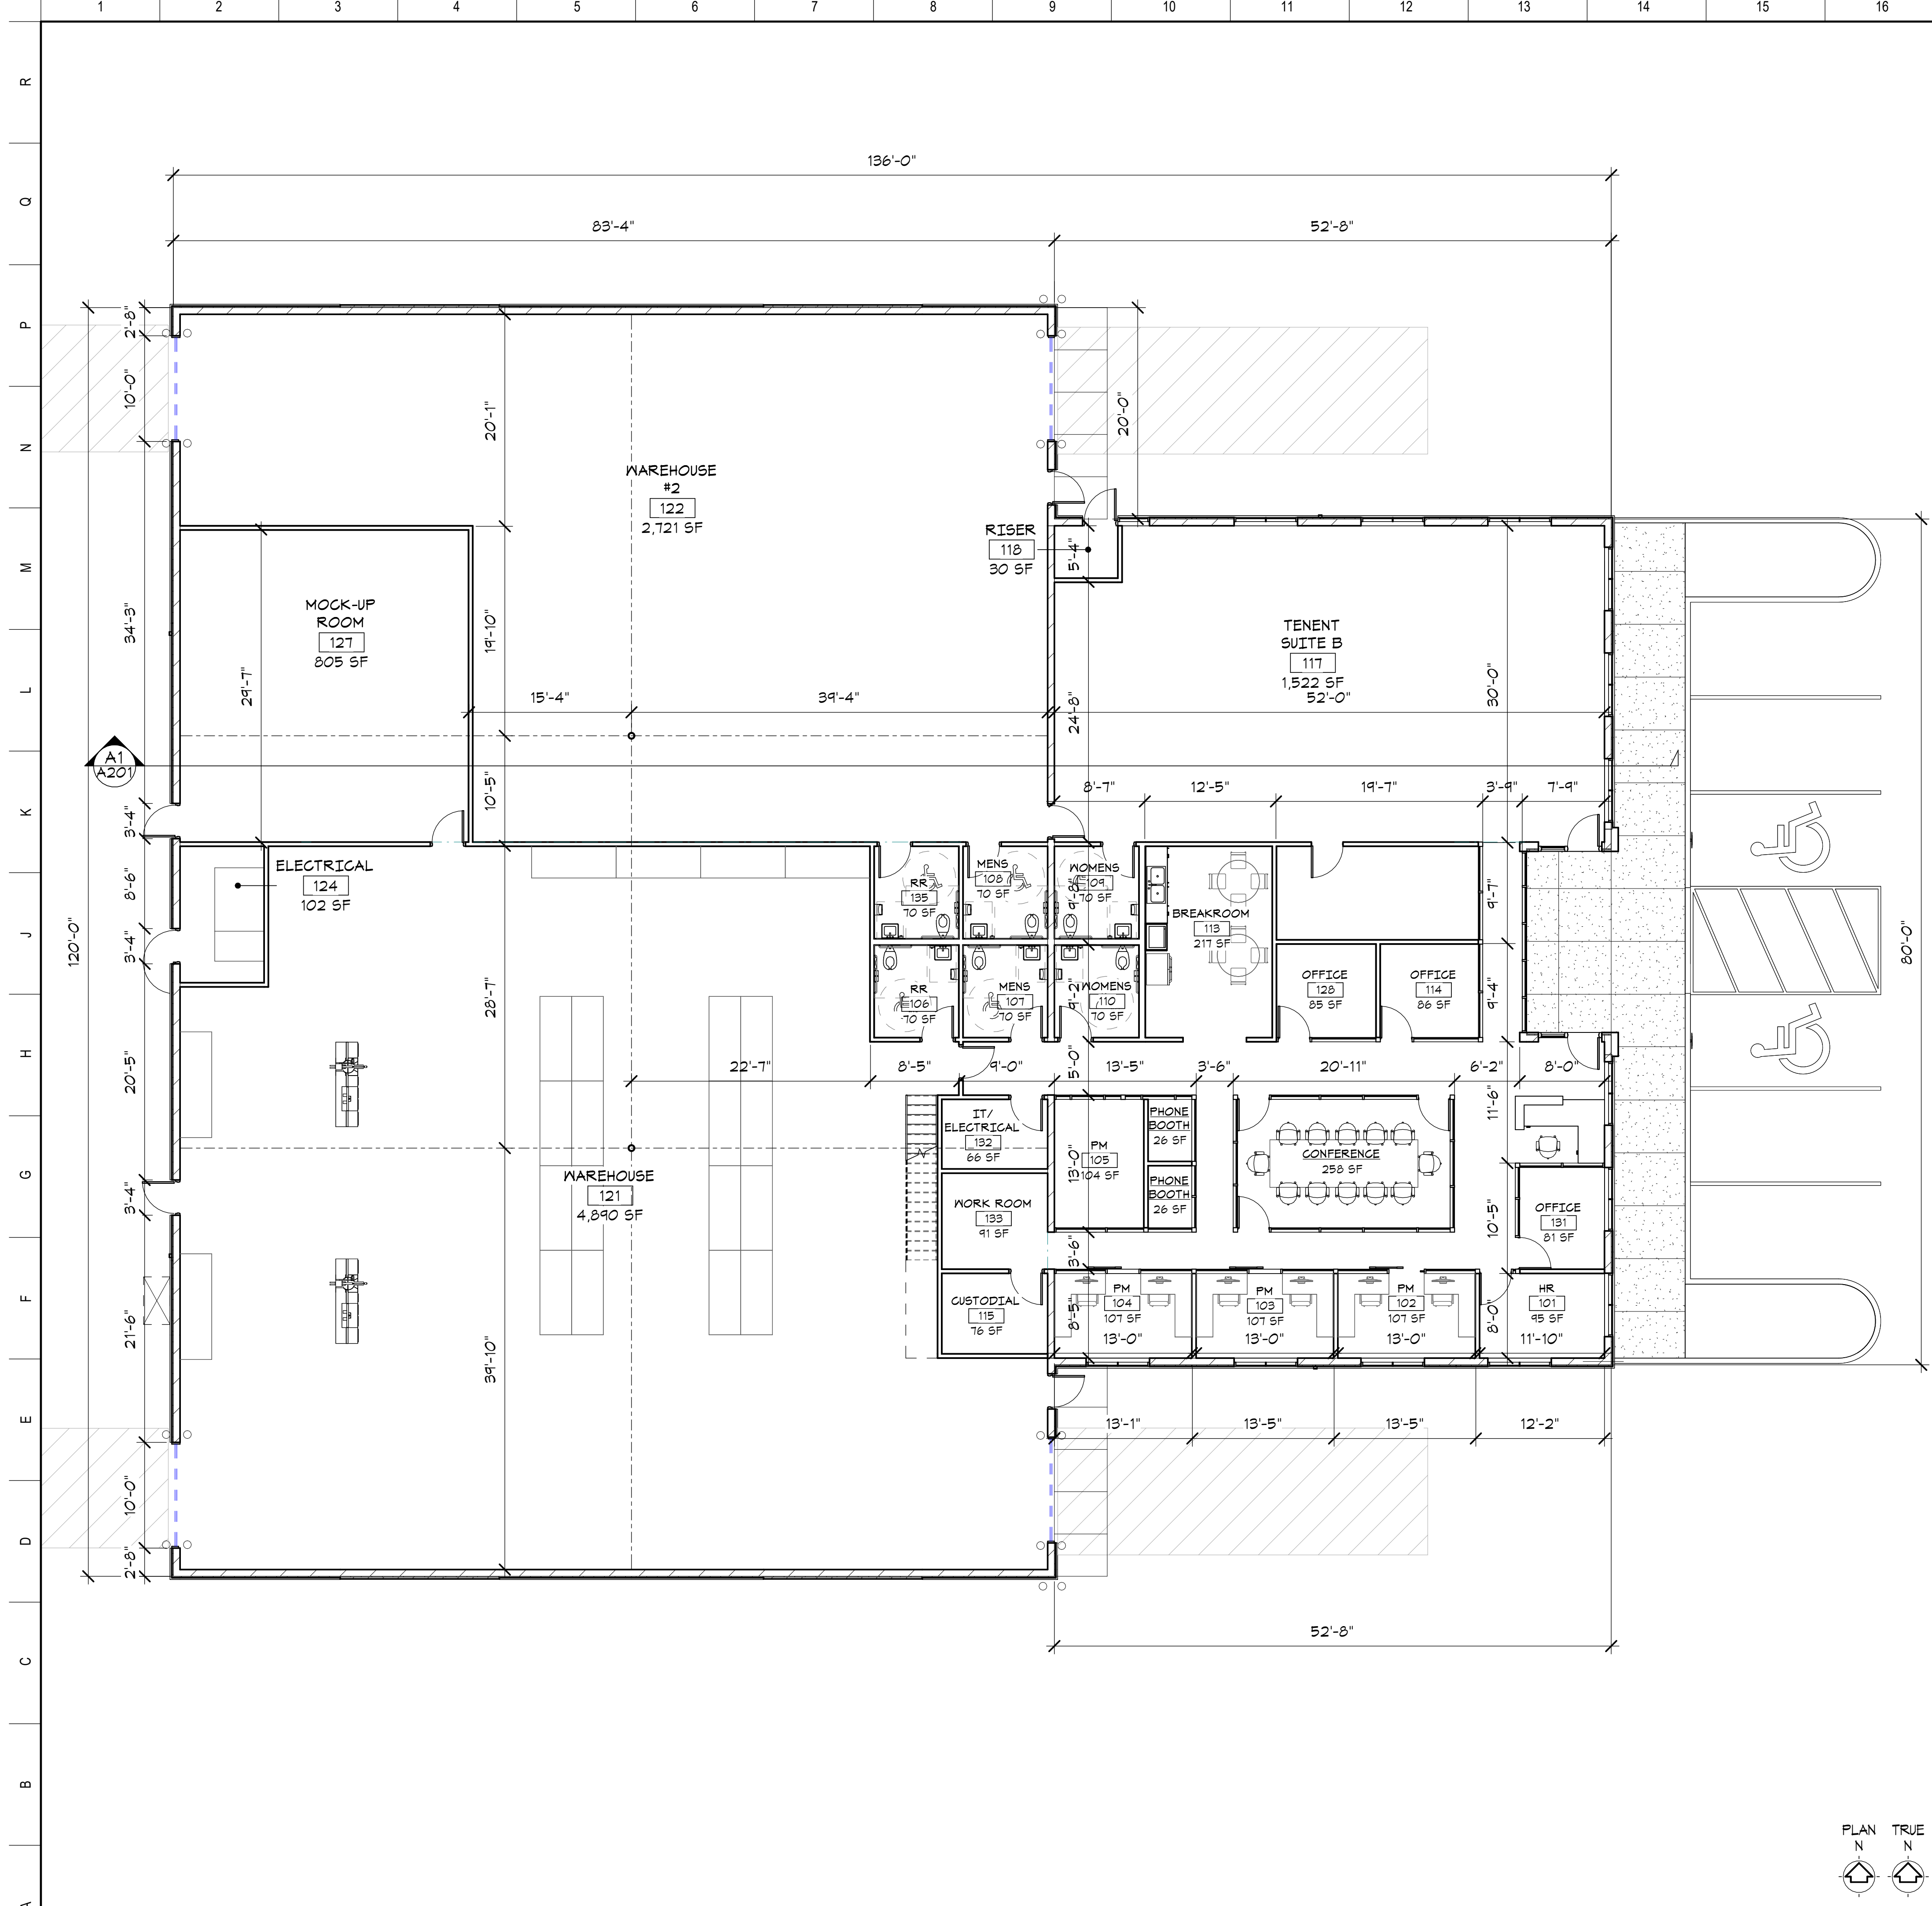 1 2 3 4 5 6 7 8 9 10 11 12 13 14 15 16
R
Q
P
N
M
L
K
J
H
G
F
E
D
C
B
A
136'-0"
83'-4" 52'-8"
2'-8"
10'-0"
34'-3"
3'-4"
8'-6"
3'-4"
20'-5"
3'-4"
21'-6"
10'-0"
2'-8"
120'-0"
20'-1"
20'-0"
WAREHOUSE
#2
122
2,721 SF
RISER
118
30 SF
5'-4"
MOCK-UP
ROOM
127
805 SF
29'-7"
19'-10"
TENENT
SUITE B
117
1,522 SF
52'-0"
15'-4" 39'-4"
24'-8"
30'-0"
A1
A201
10'-5"
8'-7" 12'-5" 19'-7" 3'-9" 7'-9"
ELECTRICAL
124
102 SF
RR
135
70 SF
MENS
108
70 SF
WOMENS
109
70 SF
9'-8"
BREAKROOM
113
217 SF
9'-7"
80'-0"
28'-7"
RR
106
70 SF
MENS
107
70 SF
WOMENS
110
70 SF
9'-2"
OFFICE
128
85 SF
OFFICE
114
86 SF
9'-4"
22'-7" 8'-5" 9'-0" 13'-5" 3'-6" 20'-11" 6'-2" 8'-0"
5'-0"
11'-6"
IT/
ELECTRICAL
132
66 SF
PM
105
104 SF
13'-0"
PHONE
BOOTH
26 SF
PHONE
BOOTH
26 SF
CONFERENCE
258 SF
WAREHOUSE
121
4,890 SF
WORK ROOM
133
91 SF
OFFICE
131
81 SF
10'-5"
3'-6"
CUSTODIAL
115
76 SF
PM
104
107 SF
13'-0"
PM
103
107 SF
13'-0"
PM
102
107 SF
13'-0"
HR
101
95 SF
11'-10"
8'-5"
8'-0"
39'-10"
13'-1" 13'-5" 13'-5" 12'-2"
52'-8"
PLAN
N
TRUE
N